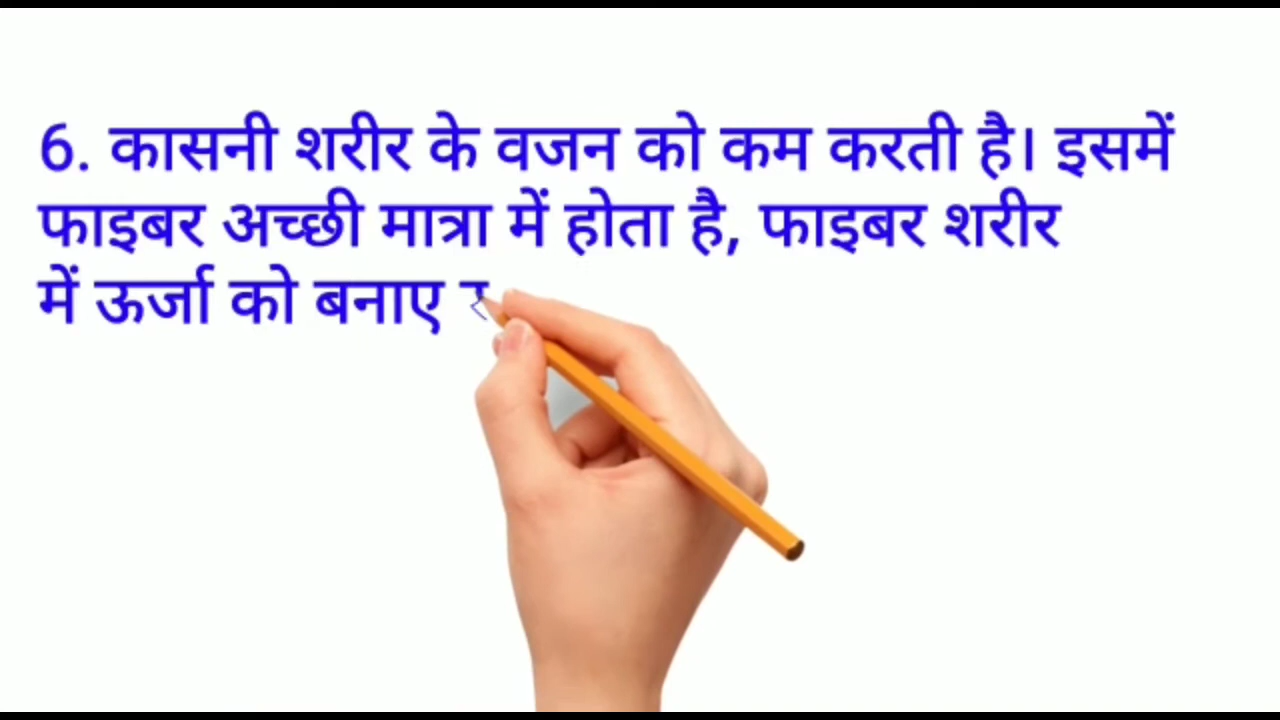 6. कासनी शरीर के वजन को कम करती है। इसमें
फाइबर अच्छी मात्रा में होता है, फाइबर शरीर
में ऊर्जा को बनाए